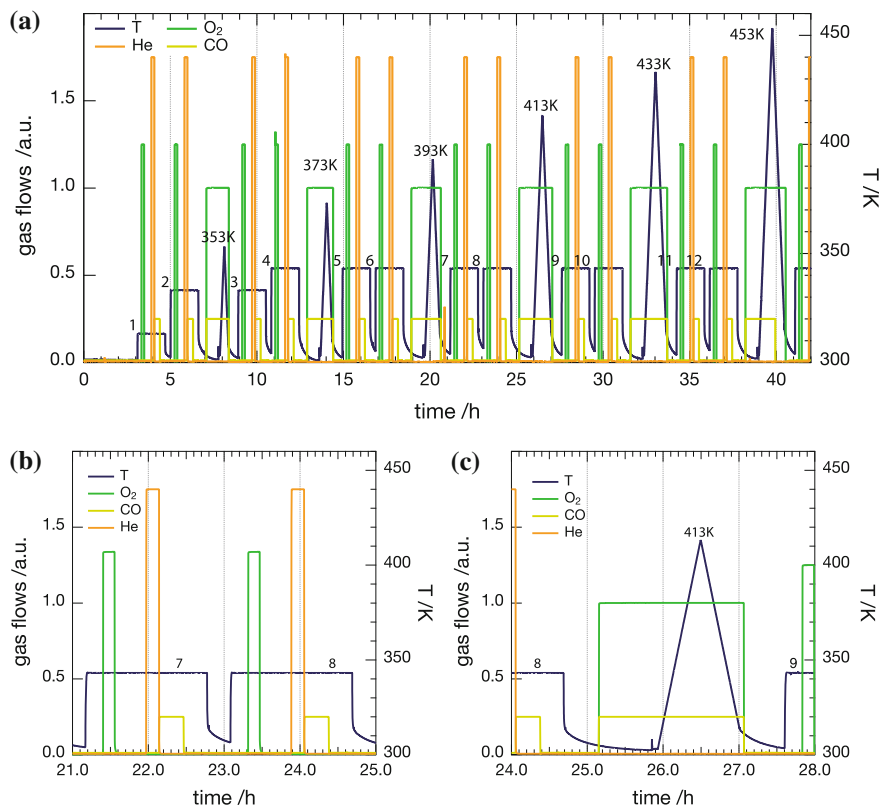 (a)
T
He
O₂
CO
gas flows /a.u.
1.5
1.0
0.5
0.0
450
400
350
300
T /K
353K
373K
393K
413K
433K
453K
1 2 3 4 5 6 7 8 9 10 11 12
0 5 10 15 20 25 30 35 40
time /h
(b)
T
O₂
CO
He
gas flows /a.u.
1.5
1.0
0.5
0.0
450
400
350
300
T /K
7 8
21.0 22.0 23.0 24.0 25.0
time /h
(c)
T
O₂
CO
He
gas flows /a.u.
1.5
1.0
0.5
0.0
450
400
350
300
T /K
413K
8 9
24.0 25.0 26.0 27.0 28.0
time /h